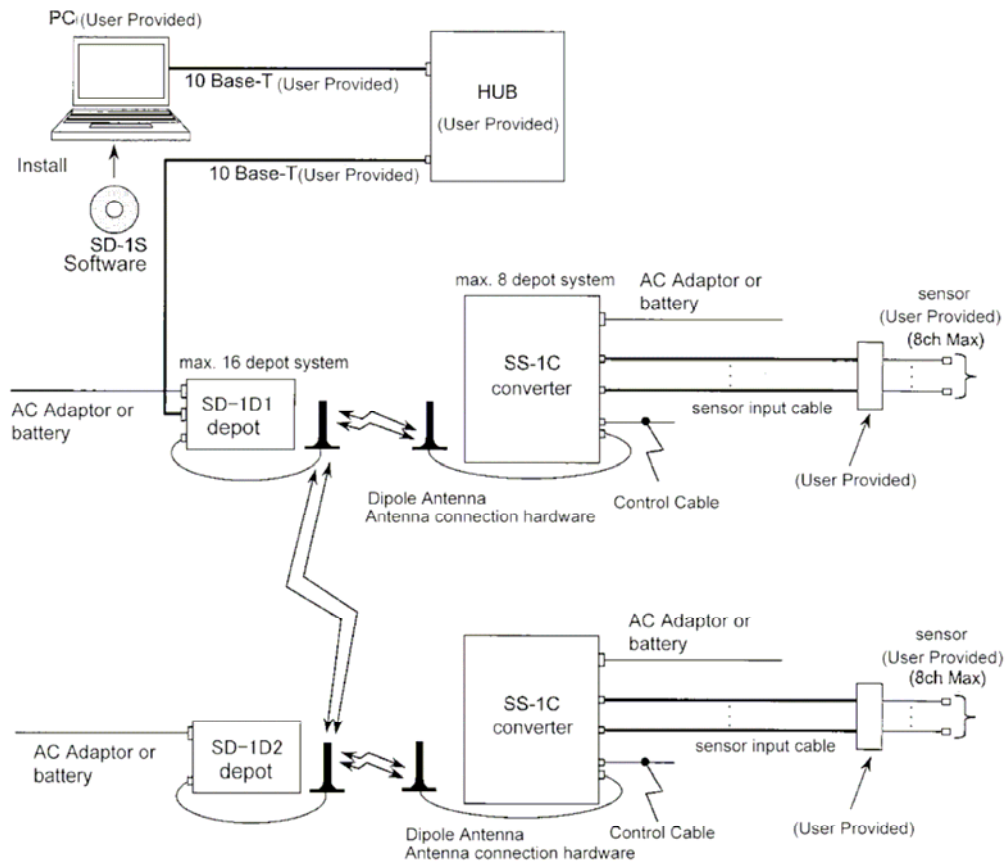 PC (User Provided)
10 Base-T (User Provided)
HUB
(User Provided)
Install
10 Base-T (User Provided)
SD-1S
Software
max. 8 depot system
AC Adaptor or
battery
sensor
(User Provided)
(8ch Max)
max. 16 depot system
SS-1C
converter
AC Adaptor or
battery
SD-1D1
depot
sensor input cable
(User Provided)
Dipole Antenna
Antenna connection hardware
Control Cable
AC Adaptor or
battery
sensor
(User Provided)
(8ch Max)
SS-1C
converter
SD-1D2
depot
AC Adaptor or
battery
sensor input cable
Dipole Antenna
Antenna connection hardware
Control Cable
(User Provided)